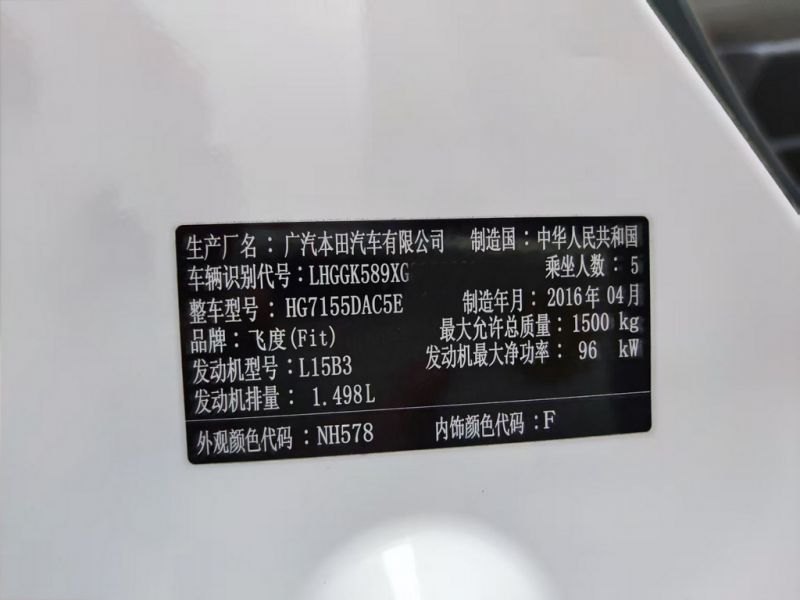 生产厂名：广汽本田汽车有限公司 制造国：中华人民共和国
车辆识别代号：LHGGK589XG 乘坐人数：5
整车型号：HG7155DAC5E 制造年月：2016年04月
品牌：飞度(Fit) 最大允许总质量：1500 kg
发动机型号：L15B3 发动机最大净功率：96 kW
发动机排量：1.498L
外观颜色代码：NH578 内饰颜色代码：F